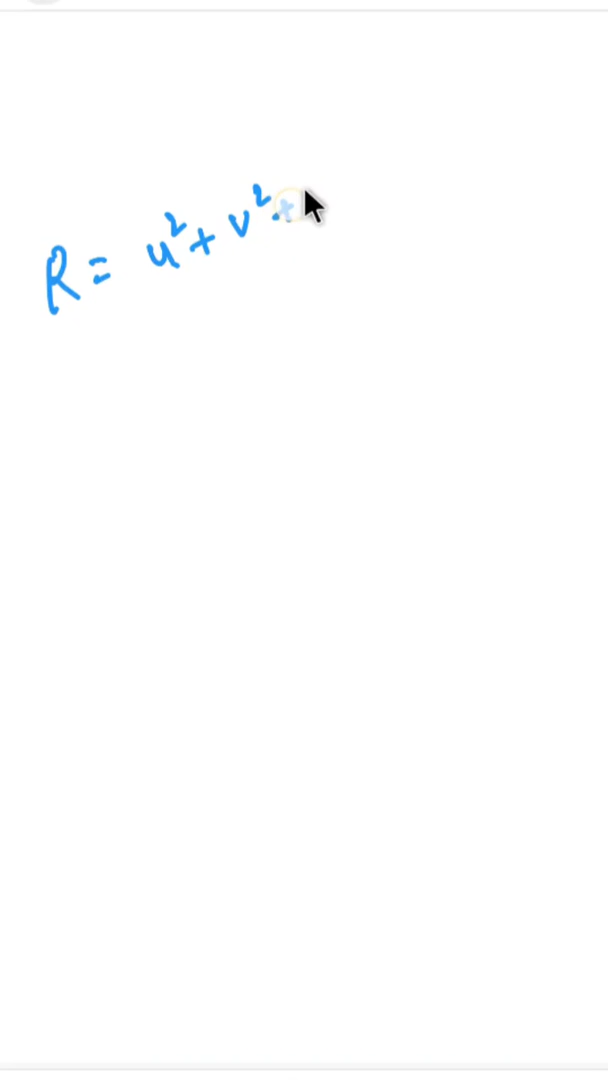 R = u² + v² +